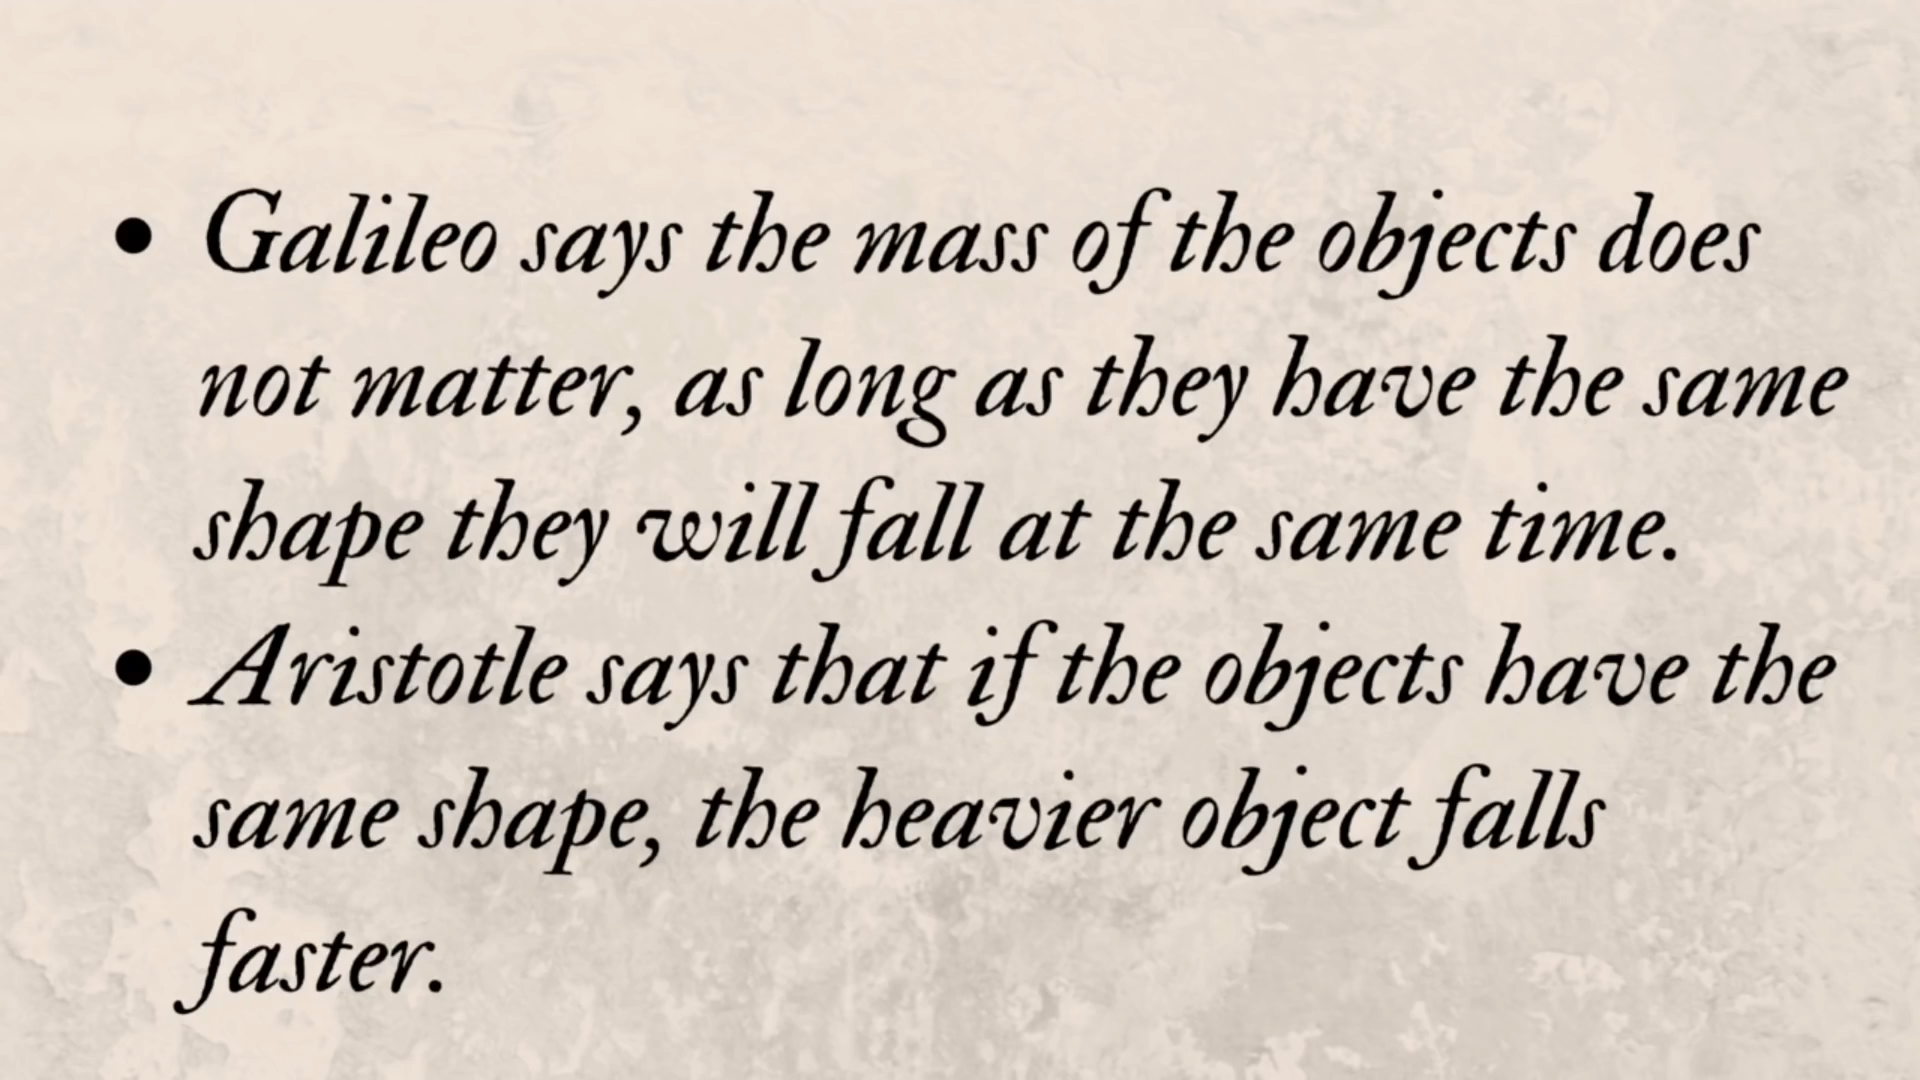 • Galileo says the mass of the objects does
not matter, as long as they have the same
shape they will fall at the same time.
• Aristotle says that if the objects have the
same shape, the heavier object falls
faster.